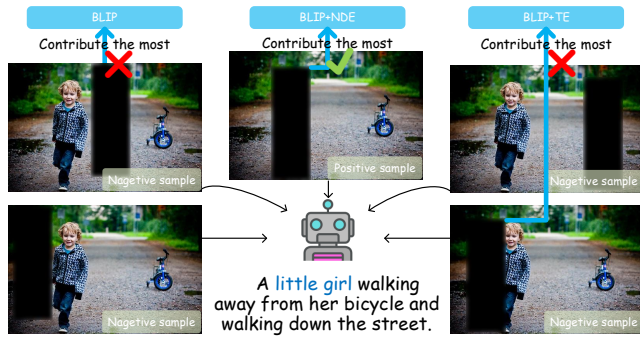 BLIP
BLIP+NDE
BLIP+TE
Contribute the most
Contribute the most
Contribute the most
Nagetive sample
Positive sample
Nagetive sample
Nagetive sample
Nagetive sample
A little girl walking
away from her bicycle and
walking down the street.